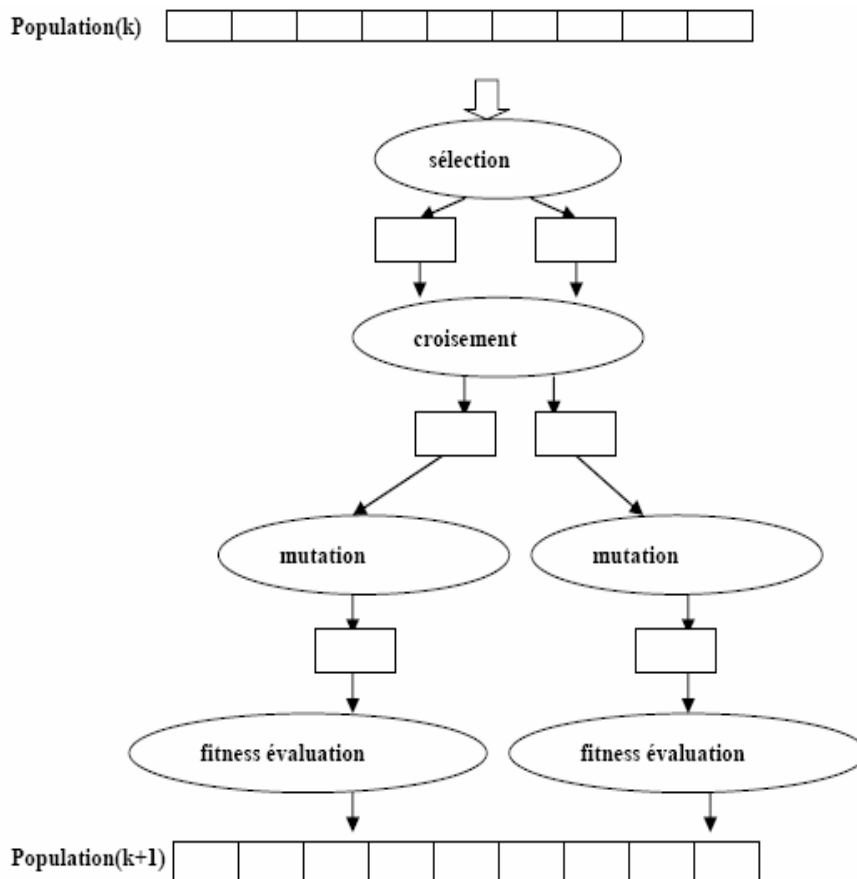 Population(k)
sélection
croisement
mutation
mutation
fitness évaluation
fitness évaluation
Population(k+1)